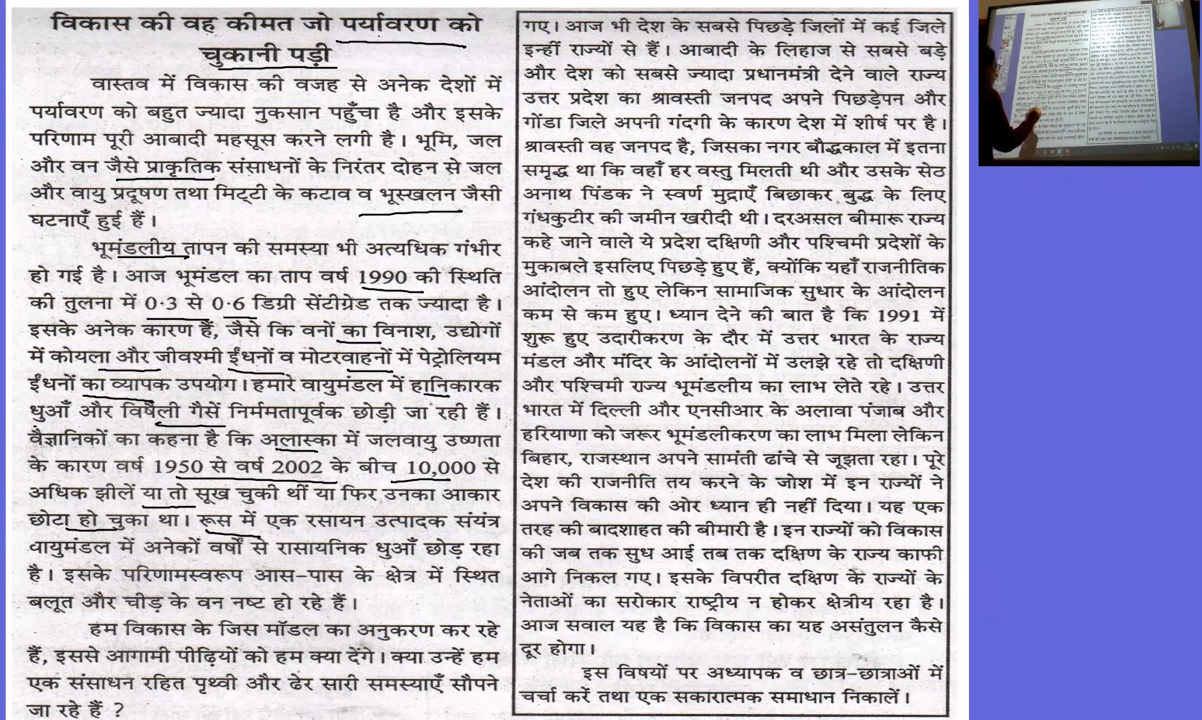 विकास की वह कीमत जो पर्यावरण को
चुकानी पड़ी
वास्तव में विकास की वजह से अनेक देशों में
पर्यावरण को बहुत ज्यादा नुकसान पहुँचा है और इसके
परिणाम पूरी आबादी महसूस करने लगी है। भूमि, जल
और वन जैसे प्राकृतिक संसाधनों के निरंतर दोहन से जल
और वायु प्रदूषण तथा मिट्टी के कटाव व भूस्खलन जैसी
घटनाएँ हुई हैं।
भूमंडलीय तापन की समस्या भी अत्यधिक गंभीर
हो गई है। आज भूमंडल का ताप वर्ष 1990 की स्थिति
की तुलना में 0·3 से 0·6 डिग्री सेंटीग्रेड तक ज्यादा है।
इसके अनेक कारण हैं, जैसे कि वनों का विनाश, उद्योगों
में कोयला और जीवश्मी ईंधनों व मोटरवाहनों में पेट्रोलियम
ईंधनों का व्यापक उपयोग। हमारे वायुमंडल में हानिकारक
धुआँ और विषैली गैसें निर्ममतापूर्वक छोड़ी जा रही हैं।
वैज्ञानिकों का कहना है कि अलास्का में जलवायु उष्णता
के कारण वर्ष 1950 से वर्ष 2002 के बीच 10,000 से
अधिक झीलें या तो सूख चुकी थीं या फिर उनका आकार
छोटा हो चुका था। रूस में एक रसायन उत्पादक संयंत्र
वायुमंडल में अनेकों वर्षों से रासायनिक धुआँ छोड़ रहा
है। इसके परिणामस्वरूप आस-पास के क्षेत्र में स्थित
बलूत और चीड़ के वन नष्ट हो रहे हैं।
हम विकास के जिस मॉडल का अनुकरण कर रहे
हैं, इससे आगामी पीढ़ियों को हम क्या देंगे। क्या उन्हें हम
एक संसाधन रहित पृथ्वी और ढेर सारी समस्याएँ सौपने
जा रहे हैं ?
गए। आज भी देश के सबसे पिछड़े जिलों में कई जिले
इन्हीं राज्यों से हैं। आबादी के लिहाज से सबसे बड़े
और देश को सबसे ज्यादा प्रधानमंत्री देने वाले राज्य
उत्तर प्रदेश का श्रावस्ती जनपद अपने पिछड़ेपन और
गोंडा जिले अपनी गंदगी के कारण देश में शीर्ष पर है।
श्रावस्ती वह जनपद है, जिसका नगर बौद्धकाल में इतना
समृद्ध था कि वहाँ हर वस्तु मिलती थी और उसके सेठ
अनाथ पिंडक ने स्वर्ण मुद्राएँ बिछाकर बुद्ध के लिए
गंधकुटीर की जमीन खरीदी थी। दरअसल बीमारू राज्य
कहे जाने वाले ये प्रदेश दक्षिणी और पश्चिमी प्रदेशों के
मुकाबले इसलिए पिछड़े हुए हैं, क्योंकि यहाँ राजनीतिक
आंदोलन तो हुए लेकिन सामाजिक सुधार के आंदोलन
कम से कम हुए। ध्यान देने की बात है कि 1991 में
शुरू हुए उदारीकरण के दौर में उत्तर भारत के राज्य
मंडल और मंदिर के आंदोलनों में उलझे रहे तो दक्षिणी
और पश्चिमी राज्य भूमंडलीय का लाभ लेते रहे। उत्तर
भारत में दिल्ली और एनसीआर के अलावा पंजाब और
हरियाणा को जरूर भूमंडलीकरण का लाभ मिला लेकिन
बिहार, राजस्थान अपने सामंती ढांचे से जूझता रहा। पूरे
देश की राजनीति तय करने के जोश में इन राज्यों ने
अपने विकास की ओर ध्यान ही नहीं दिया। यह एक
तरह की बादशाहत की बीमारी है। इन राज्यों को विकास
की जब तक सुध आई तब तक दक्षिण के राज्य काफी
आगे निकल गए। इसके विपरीत दक्षिण के राज्यों के
नेताओं का सरोकार राष्ट्रीय न होकर क्षेत्रीय रहा है।
आज सवाल यह है कि विकास का यह असंतुलन कैसे
दूर होगा।
इस विषयों पर अध्यापक व छात्र-छात्राओं में
चर्चा करें तथा एक सकारात्मक समाधान निकालें।